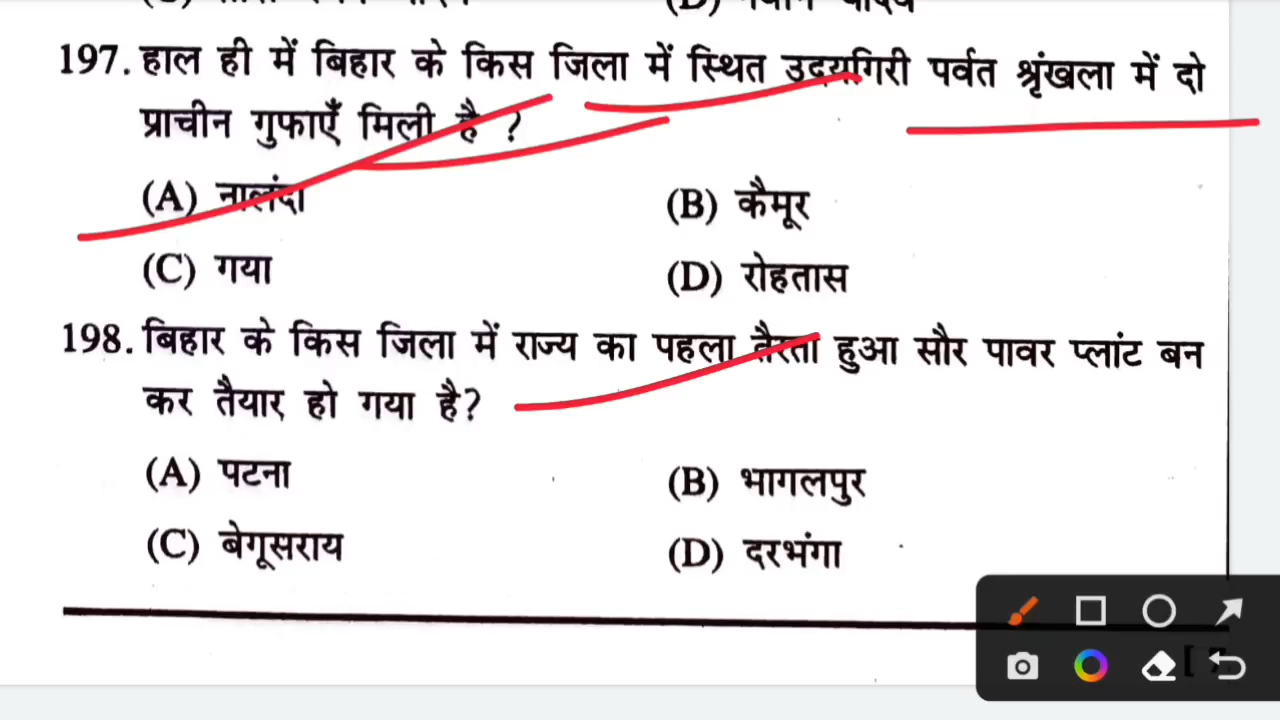 197. हाल ही में बिहार के किस जिला में स्थित उदयगिरी पर्वत श्रृंखला में दो
प्राचीन गुफाएँ मिली है ?
(A) नालंदा
(B) कैमूर
(C) गया
(D) रोहतास
198. बिहार के किस जिला में राज्य का पहला तैरता हुआ सौर पावर प्लांट बन
कर तैयार हो गया है?
(A) पटना
(B) भागलपुर
(C) बेगूसराय
(D) दरभंगा